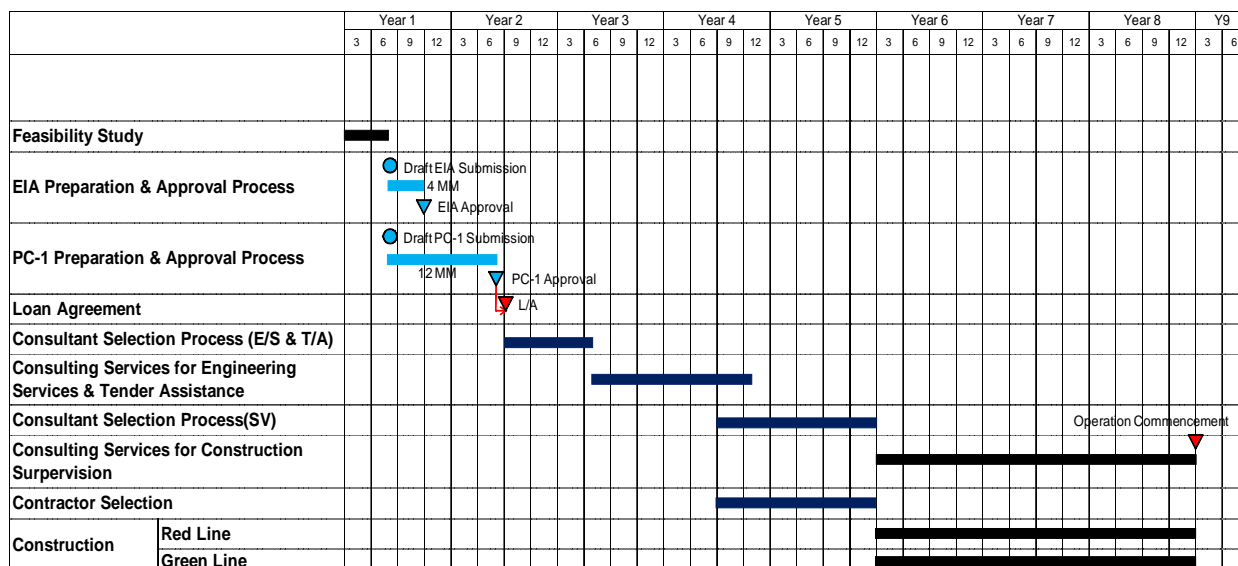 Year 1 Year 2 Year 3 Year 4 Year 5 Year 6 Year 7 Year 8 Y9
3 6 9 12 3 6 9 12 3 6 9 12 3 6 9 12 3 6 9 12 3 6 9 12 3 6 9 12 3 6 9 12 3 6
Feasibility Study
Draft EIA Submission
EIA Preparation & Approval Process
4 MM
EIA Approval
Draft PC-1 Submission
PC-1 Preparation & Approval Process
12 MM
PC-1 Approval
Loan Agreement
L/A
Consultant Selection Process (E/S & T/A)
Consulting Services for Engineering
Services & Tender Assistance
Consultant Selection Process(SV)
Operation Commencement
Consulting Services for Construction
Surpervision
Contractor Selection
Construction
Red Line
Green Line